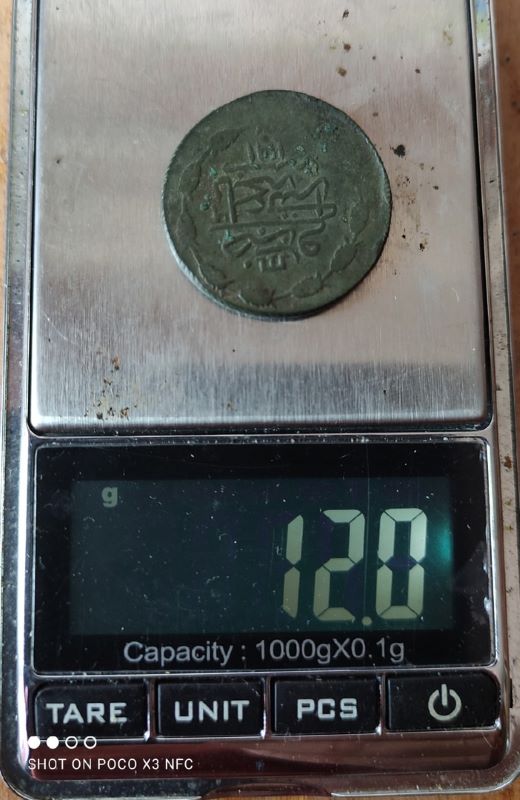 g
12.0
Capacity : 1000gX0.1g
TARE UNIT PCS
SHOT ON POCO X3 NFC